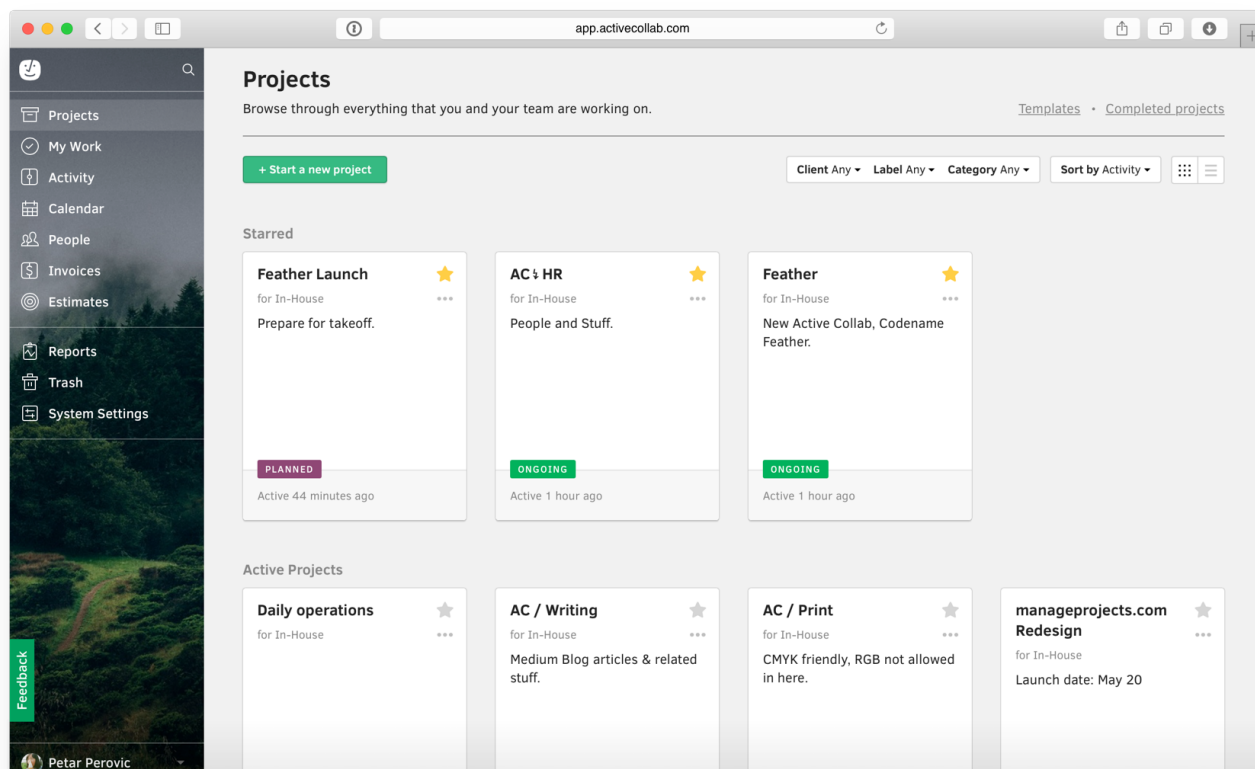 app.activecollab.com
Projects
My Work
Activity
Calendar
People
Invoices
Estimates
Reports
Trash
System Settings
Feedback
Petar Perovic
Projects
Browse through everything that you and your team are working on.
Templates • Completed projects
+ Start a new project
Client Any Label Any Category Any Sort by Activity
Starred
Feather Launch
for In-House
Prepare for takeoff.
PLANNED
Active 44 minutes ago
AC HR
for In-House
People and Stuff.
ONGOING
Active 1 hour ago
Feather
for In-House
New Active Collab, Codename
Feather.
ONGOING
Active 1 hour ago
Active Projects
Daily operations
for In-House
AC / Writing
for In-House
Medium Blog articles & related
stuff.
AC / Print
for In-House
CMYK friendly, RGB not allowed
in here.
manageprojects.com
Redesign
for In-House
Launch date: May 20